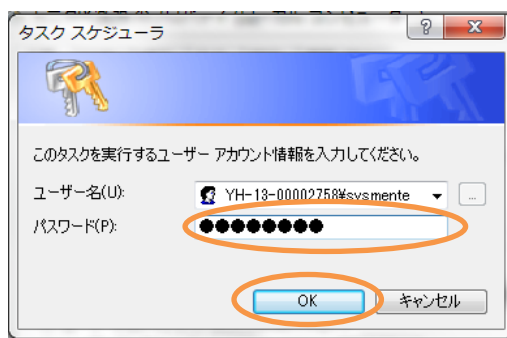 タスク スケジューラ
このタスクを実行するユーザー アカウント情報を入力してください。
ユーザー名(U): YH-13-00002758¥sysmente ...
パスワード(P): ●●●●●●●●
OK キャンセル